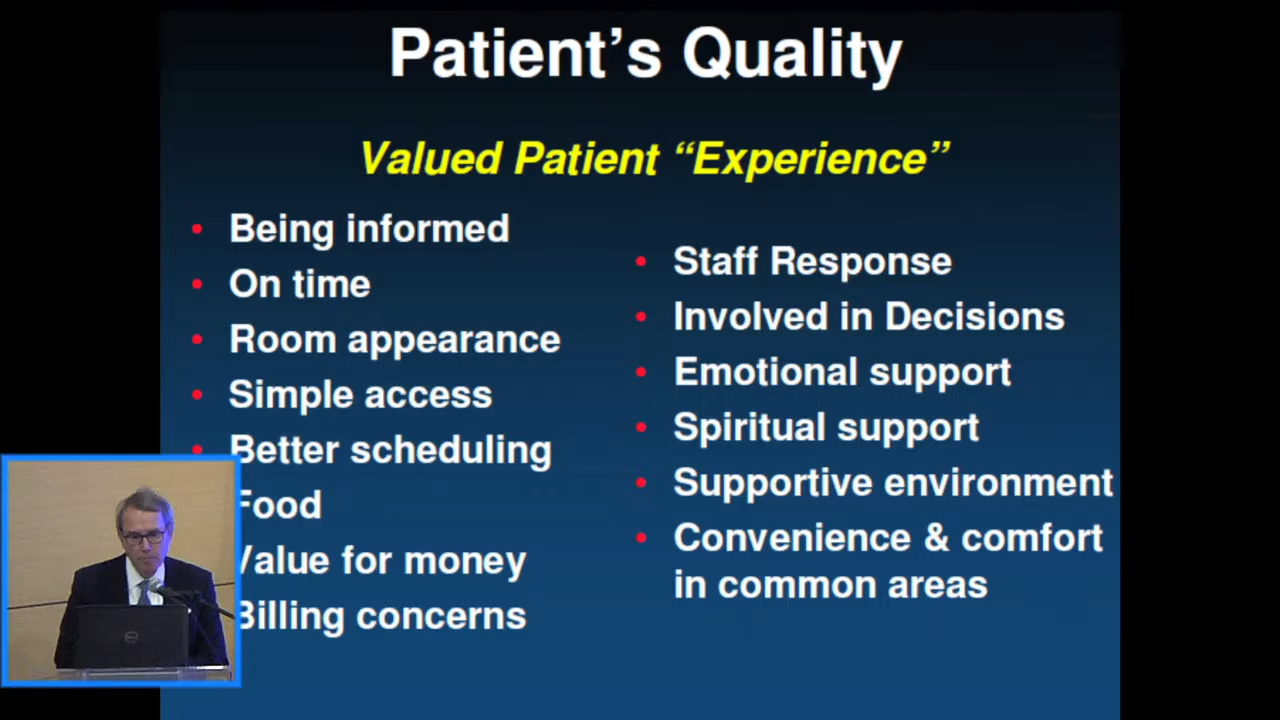 Patient's Quality
Valued Patient “Experience”
• Being informed
• On time
• Room appearance
• Simple access
• Better scheduling
Food
Value for money
Billing concerns
• Staff Response
• Involved in Decisions
• Emotional support
• Spiritual support
• Supportive environment
• Convenience & comfort
in common areas